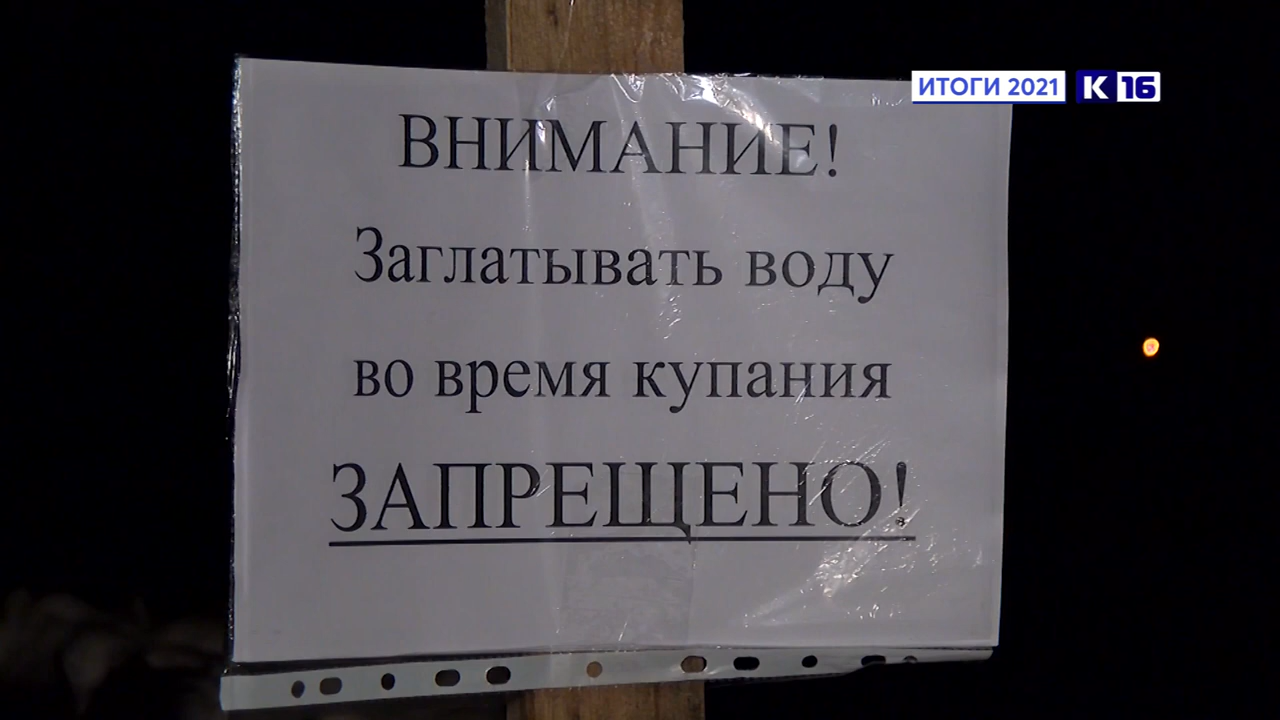 ИТОГИ 2021 К 16
ВНИМАНИЕ!
Заглатывать воду
во время купания
ЗАПРЕЩЕНО!